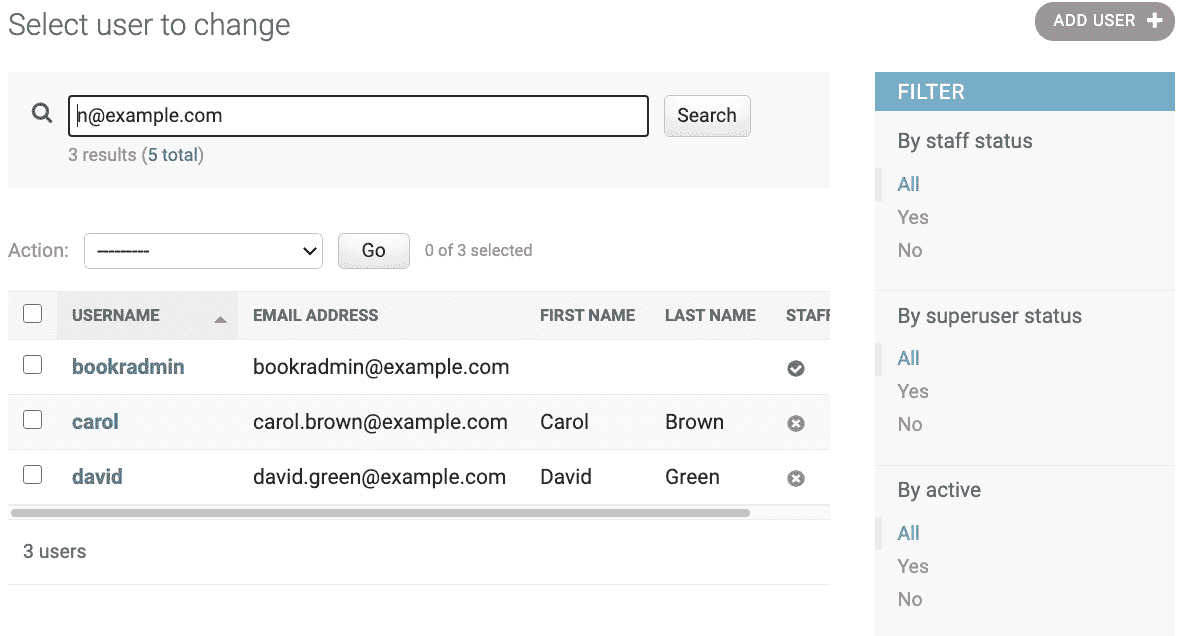 Select user to change
ADD USER +
n@example.com
Search
3 results (5 total)
Action:
---------
Go
0 of 3 selected
USERNAME EMAIL ADDRESS FIRST NAME LAST NAME STAFF
bookradmin bookradmin@example.com
carol carol.brown@example.com Carol Brown
david david.green@example.com David Green
3 users
FILTER
By staff status
All
Yes
No
By superuser status
All
Yes
No
By active
All
Yes
No